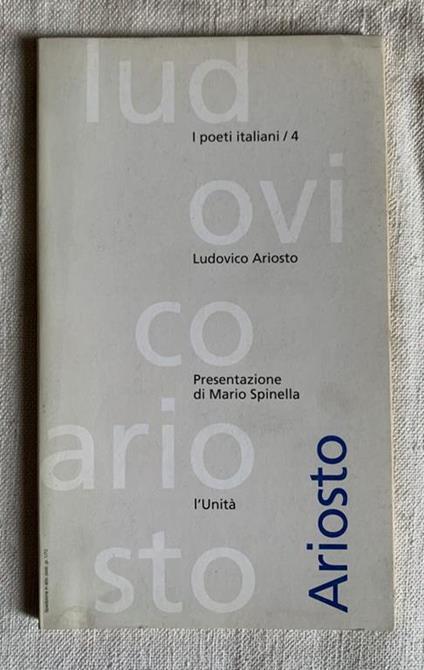 lud
I poeti italiani / 4
ovi
Ludovico Ariosto
co
Presentazione
di Mario Spinella
ario
l'Unità
sto
Ariosto